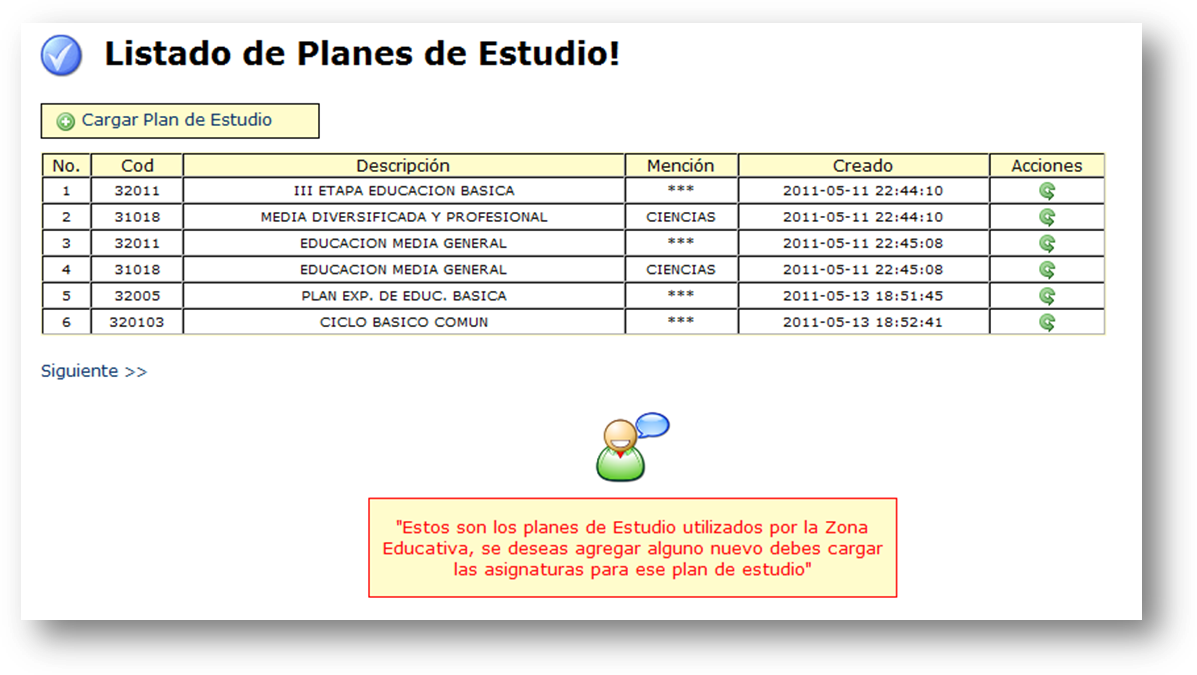 Listado de Planes de Estudio!
Cargar Plan de Estudio
No. Cod Descripción Mención Creado Acciones
1 32011 III ETAPA EDUCACION BASICA *** 2011-05-11 22:44:10
2 31018 MEDIA DIVERSIFICADA Y PROFESIONAL CIENCIAS 2011-05-11 22:44:10
3 32011 EDUCACION MEDIA GENERAL *** 2011-05-11 22:45:08
4 31018 EDUCACION MEDIA GENERAL CIENCIAS 2011-05-11 22:45:08
5 32005 PLAN EXP. DE EDUC. BASICA *** 2011-05-13 18:51:45
6 320103 CICLO BASICO COMUN *** 2011-05-13 18:52:41
Siguiente >>
"Estos son los planes de Estudio utilizados por la Zona
Educativa, se deseas agregar alguno nuevo debes cargar
las asignaturas para ese plan de estudio"